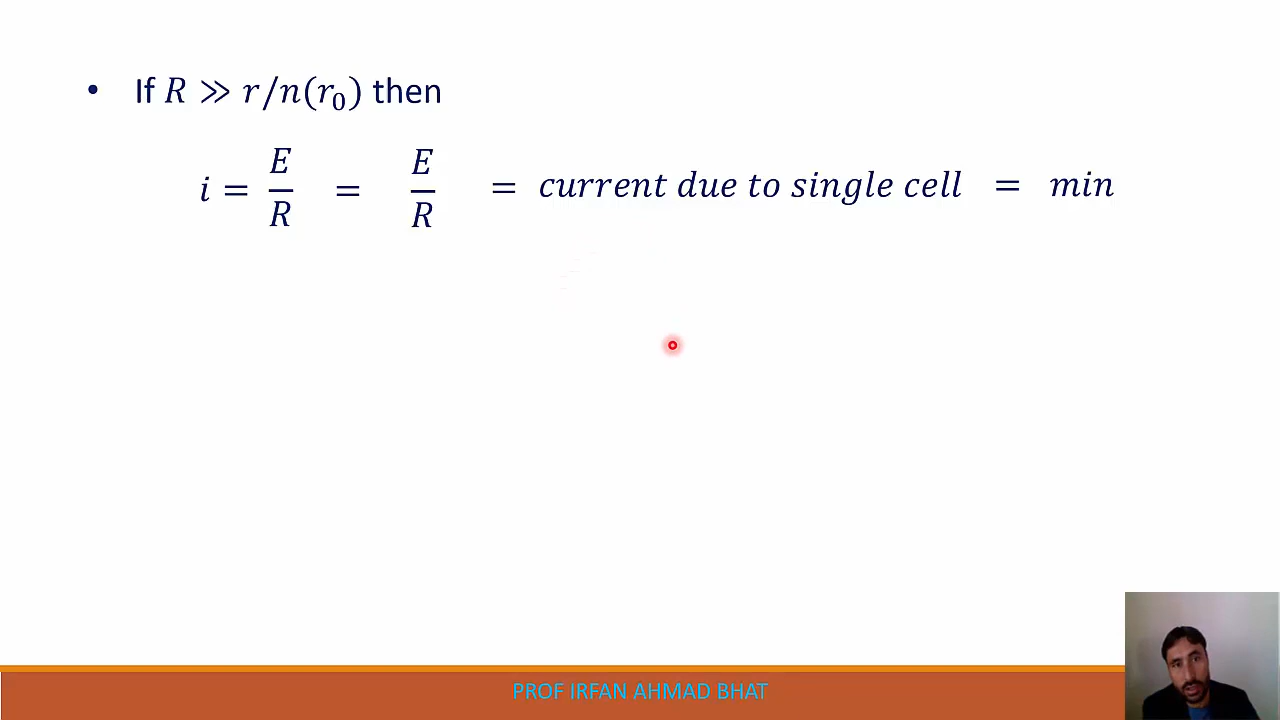 • If 𝑅 ≫ 𝑟/𝑛(𝑟₀) then
𝑖 = 𝐸/𝑅 = 𝐸/𝑅 = 𝑐𝑢𝑟𝑟𝑒𝑛𝑡 𝑑𝑢𝑒 𝑡𝑜 𝑠𝑖𝑛𝑔𝑙𝑒 𝑐𝑒𝑙𝑙 = 𝑚𝑖𝑛
PROF IRFAN AHMAD BHAT